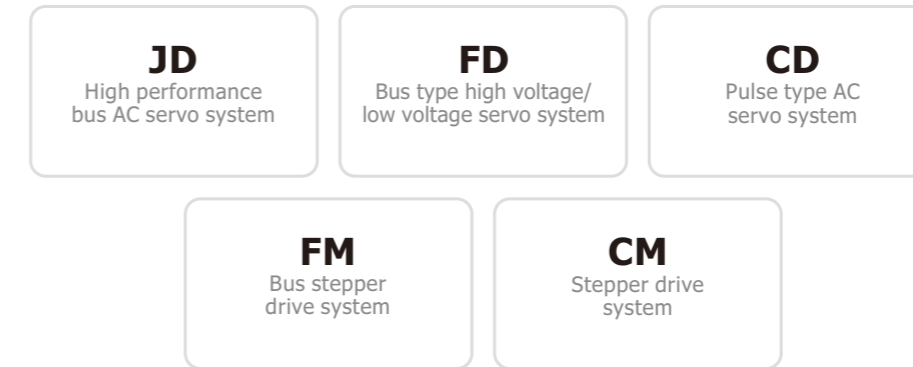 JD
High performance
bus AC servo system
FD
Bus type high voltage/
low voltage servo system
CD
Pulse type AC
servo system
FM
Bus stepper
drive system
CM
Stepper drive
system